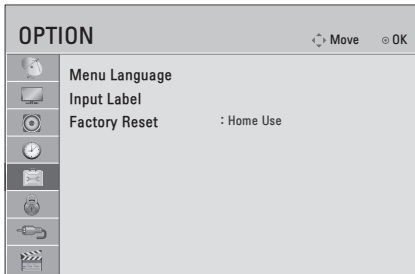 OPTION
Move
OK
Menu Language
Input Label
Factory Reset : Home Use